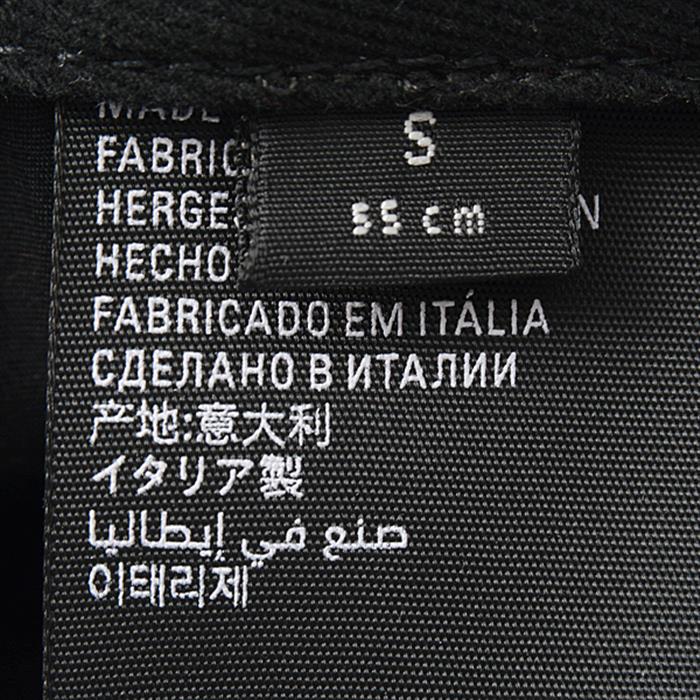 MADE
S
FABRIC
55 cm
HERGES N
HECHO
FABRICADO EM ITÁLIA
СДЕЛАНО В ИТАЛИИ
产地:意大利
イタリア製
صنع في إيطاليا
이태리제